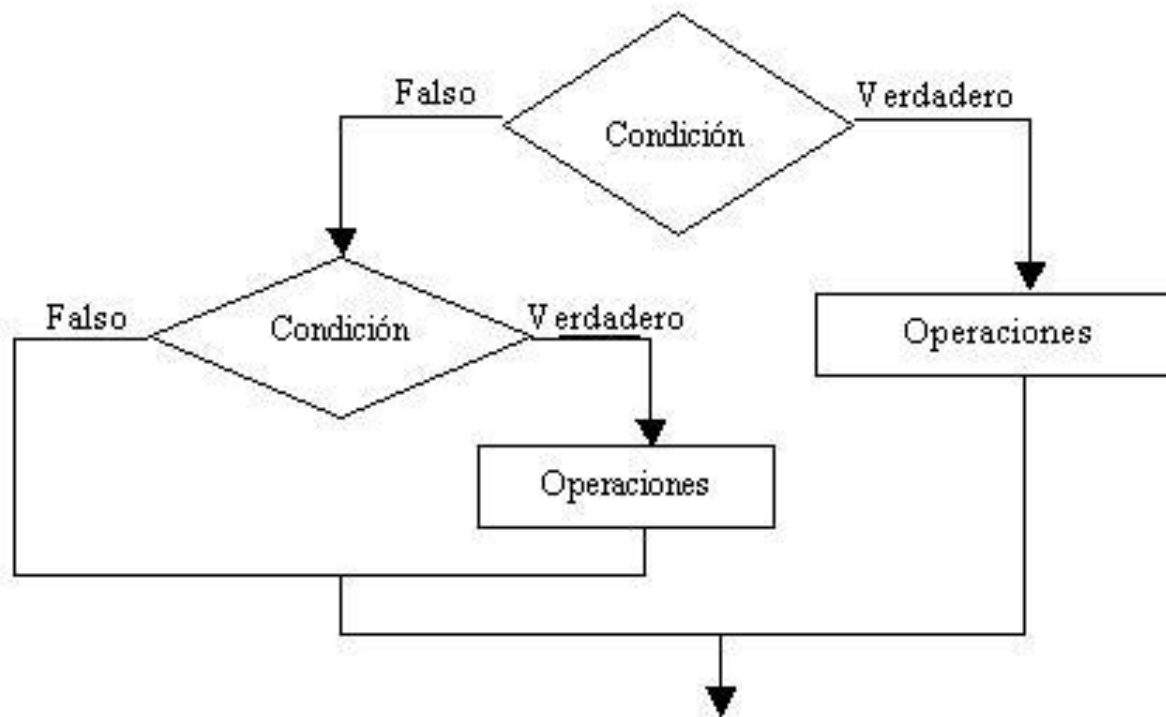 Falso
Verdadero
Condición
Falso
Condición
Verdadero
Operaciones
Operaciones